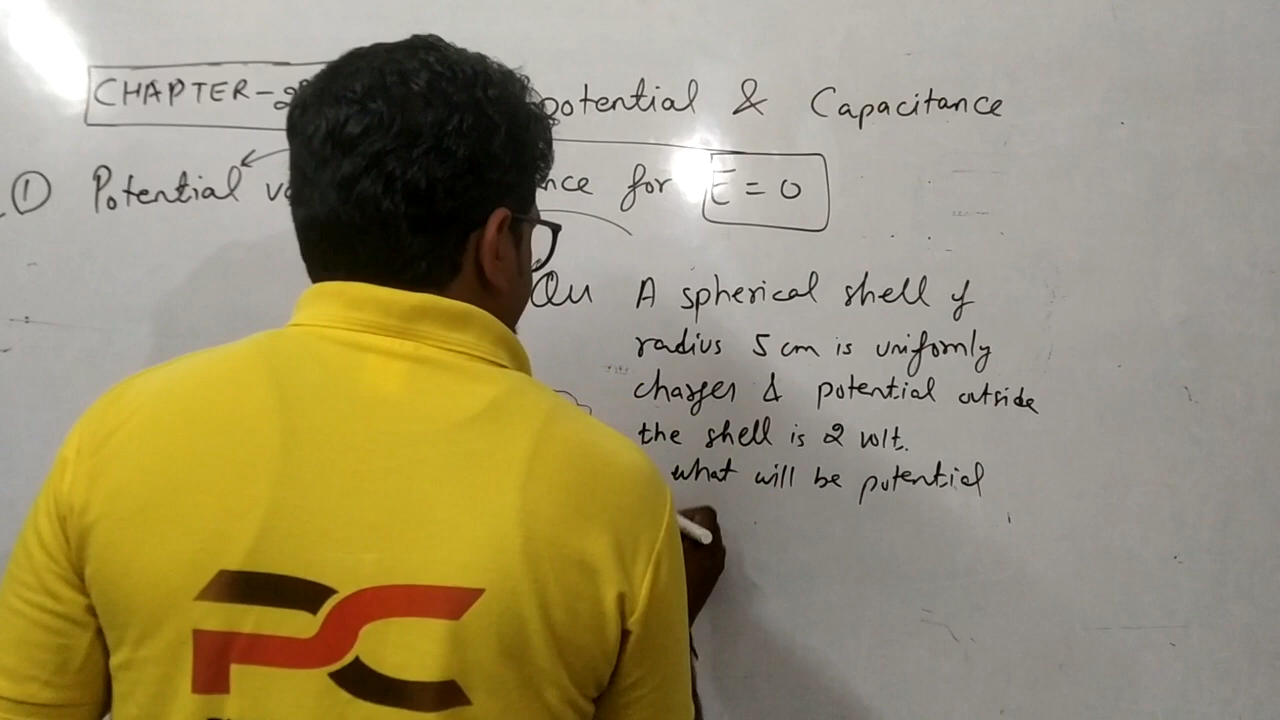 CHAPTER-2 potential & Capacitance
① Potential nce for E = 0
Qu A spherical shell of
radius 5 cm is uniformly
charged & potential outside
the shell is 2 volt.
what will be potential
PC